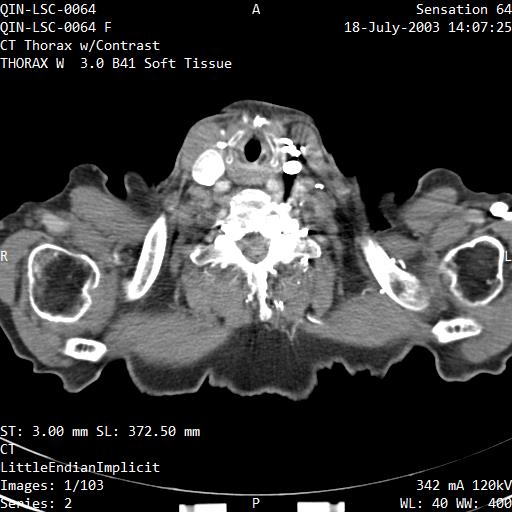 QIN-LSC-0064
A
Sensation 64
QIN-LSC-0064 F
18-July-2003 14:07:25
CT Thorax w/Contrast
THORAX W 3.0 B41 Soft Tissue
R
L
ST: 3.00 mm SL: 372.50 mm
CT
LittleEndianImplicit
Images: 1/103
342 mA 120kV
Series: 2
P
WL: 40 WW: 400